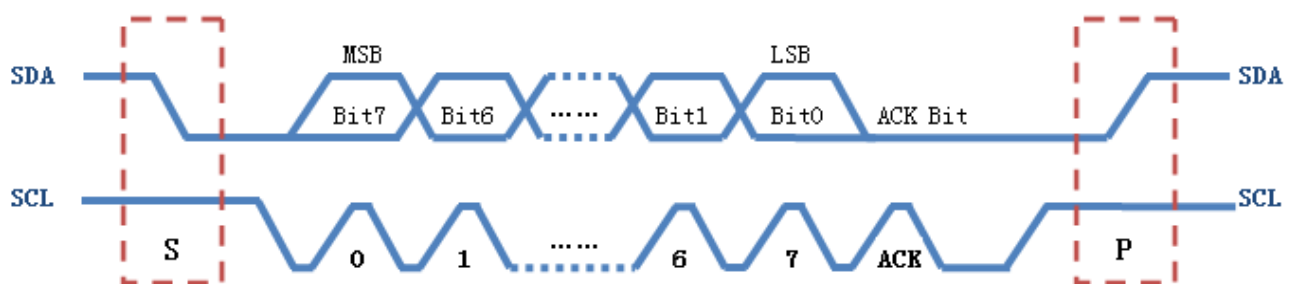 MSB LSB
SDA SDA
Bit7 Bit6 …… Bit1 Bit0 ACK Bit
SCL SCL
S 0 1 …… 6 7 ACK P